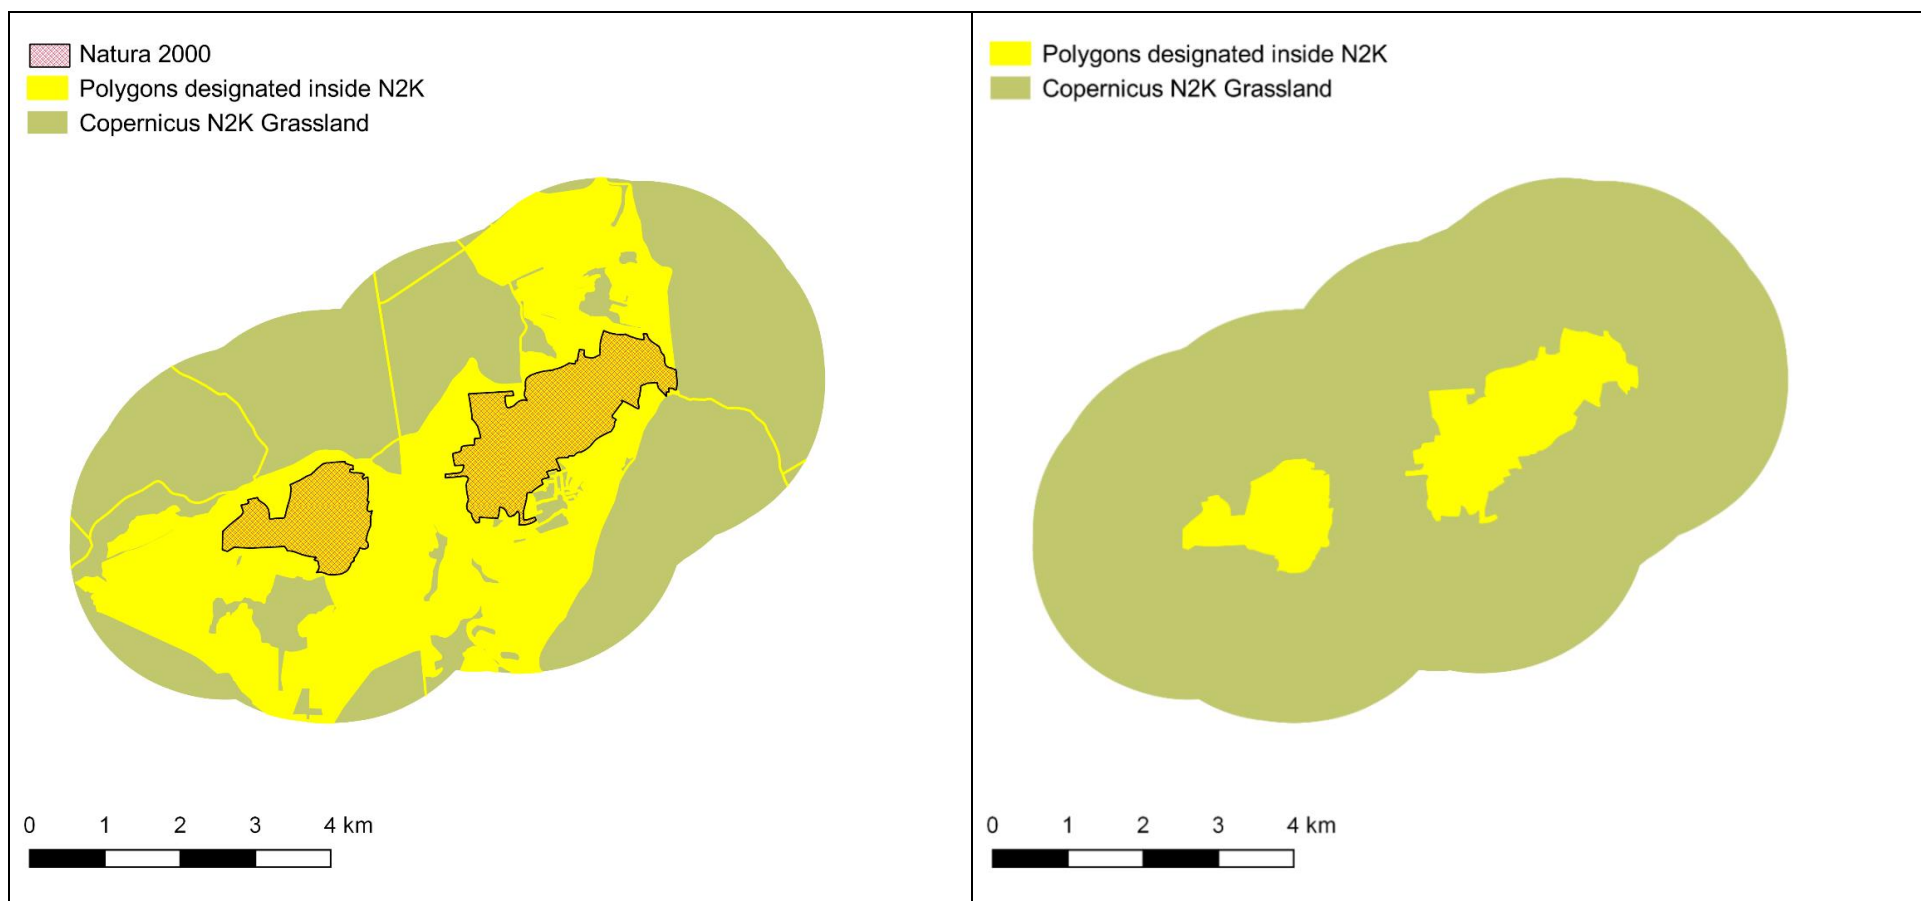 Natura 2000
Polygons designated inside N2K
Copernicus N2K Grassland
0 1 2 3 4 km
Polygons designated inside N2K
Copernicus N2K Grassland
0 1 2 3 4 km